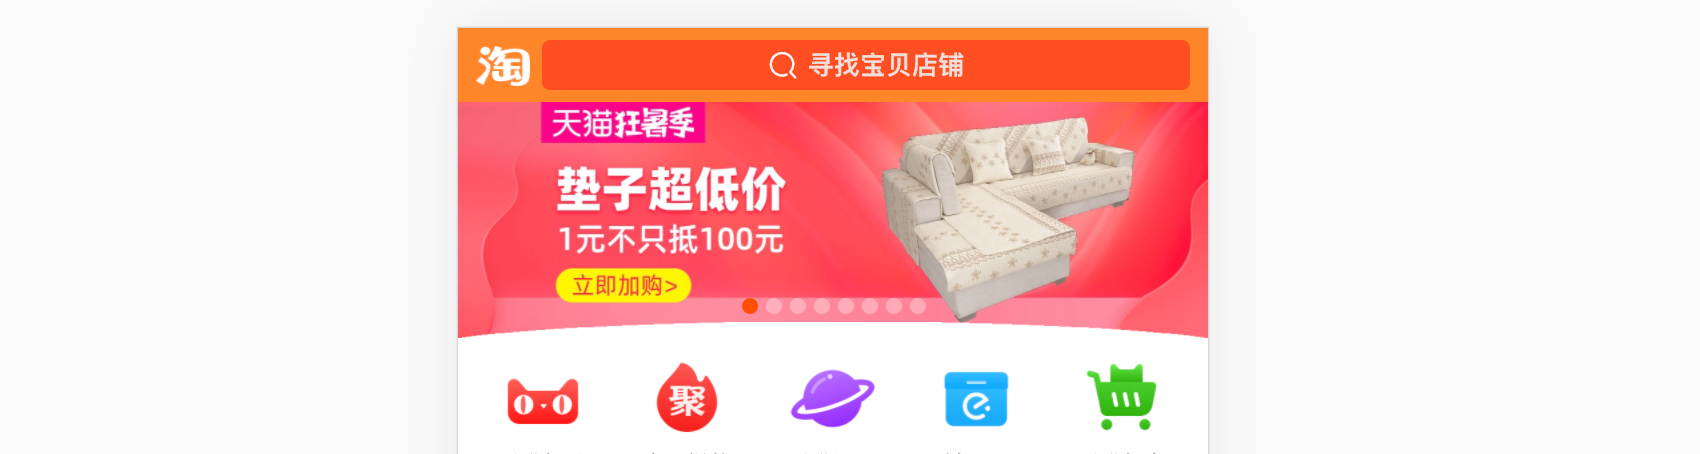 淘
寻找宝贝店铺
天猫狂暑季
垫子超低价
1元不只抵100元
立即加购>
聚